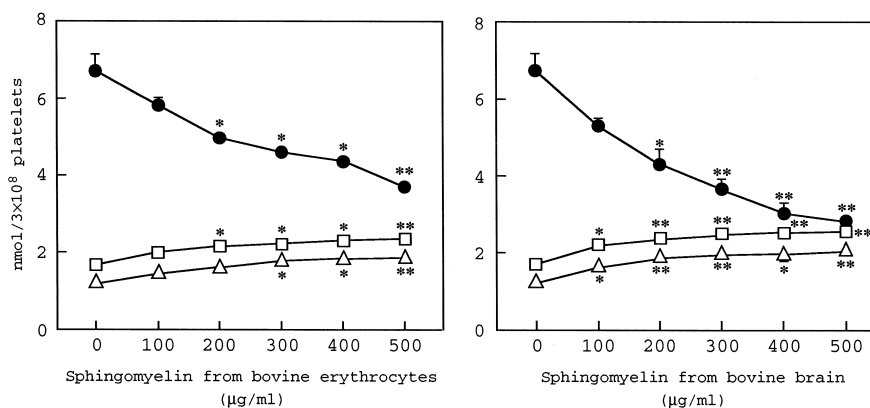 8 8
6 6
4 4
2 2
0 0
nmol/3×10⁸ platelets
* * * **
* * * **
* * **
* ** ** **
* ** ** ** **
* ** ** * **
0 100 200 300 400 500
0 100 200 300 400 500
Sphingomyelin from bovine erythrocytes
(μg/ml)
Sphingomyelin from bovine brain
(μg/ml)